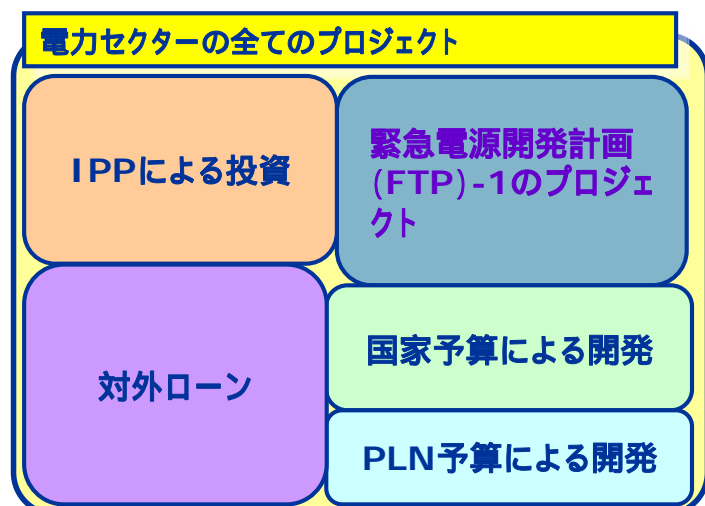 電力セクターの全てのプロジェクト
IPPによる投資
緊急電源開発計画
(FTP)-1のプロジェ
クト
対外ローン
国家予算による開発
PLN予算による開発